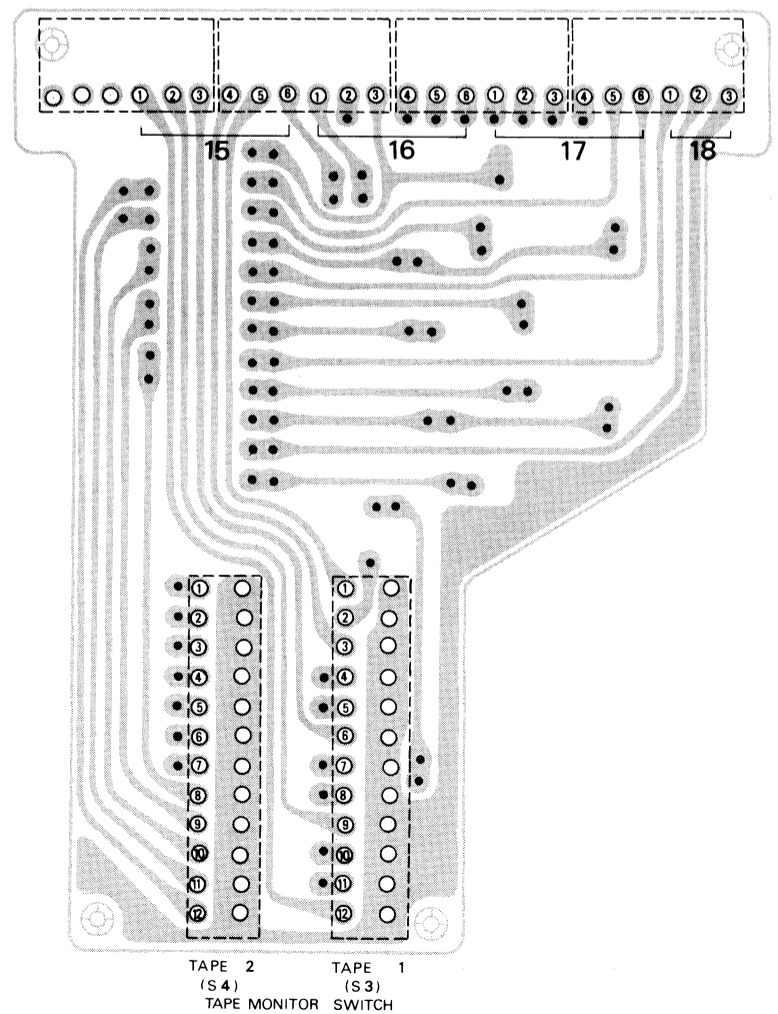 ① ② ③ ④ ⑤ ⑥ ① ② ③ ④ ⑤ ⑥ ① ② ③ ④ ⑤ ⑥ ① ② ③
15 16 17 18
① ①
② ②
③ ③
④ ④
⑤ ⑤
⑥ ⑥
⑦ ⑦
⑧ ⑧
⑨ ⑨
⑩ ⑩
⑪ ⑪
⑫ ⑫
TAPE 2 TAPE 1
(S4) (S3)
TAPE MONITOR SWITCH